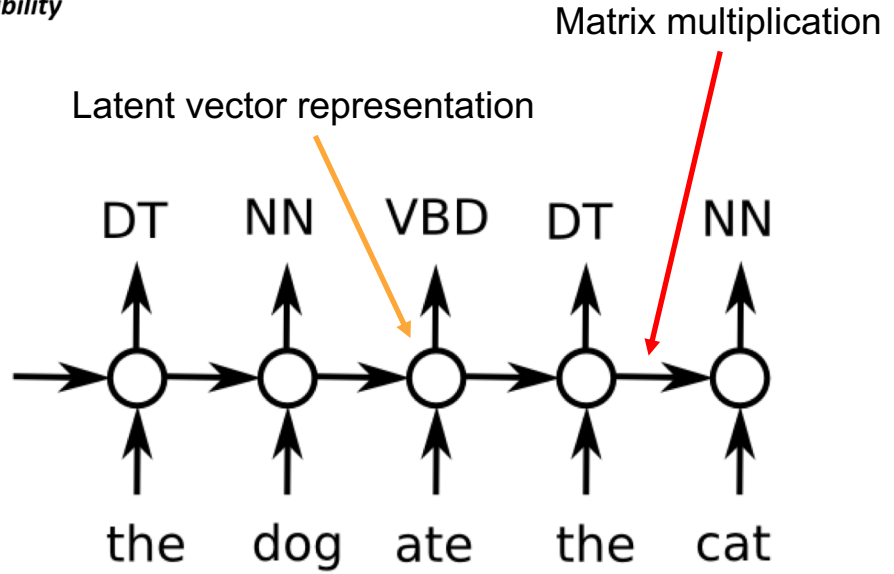 Matrix multiplication
Latent vector representation
DT NN VBD DT NN
the dog ate the cat